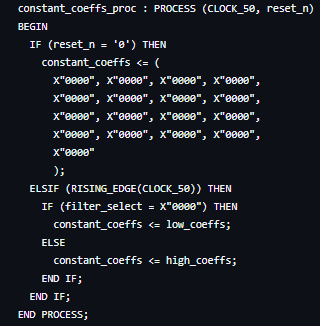 constant_coeffs_proc : PROCESS (CLOCK_50, reset_n)
BEGIN
IF (reset_n = '0') THEN
constant_coeffs <= (
X"0000", X"0000", X"0000", X"0000",
X"0000", X"0000", X"0000", X"0000",
X"0000", X"0000", X"0000", X"0000",
X"0000", X"0000", X"0000", X"0000",
X"0000"
);
ELSIF (RISING_EDGE(CLOCK_50)) THEN
IF (filter_select = X"0000") THEN
constant_coeffs <= low_coeffs;
ELSE
constant_coeffs <= high_coeffs;
END IF;
END IF;
END PROCESS;